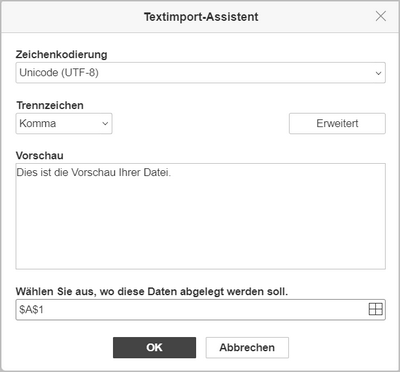 Textimport-Assistent
Zeichenkodierung
Unicode (UTF-8)
Trennzeichen
Komma
Erweitert
Vorschau
Dies ist die Vorschau Ihrer Datei.
Wählen Sie aus, wo diese Daten abgelegt werden soll.
$A$1
OK
Abbrechen